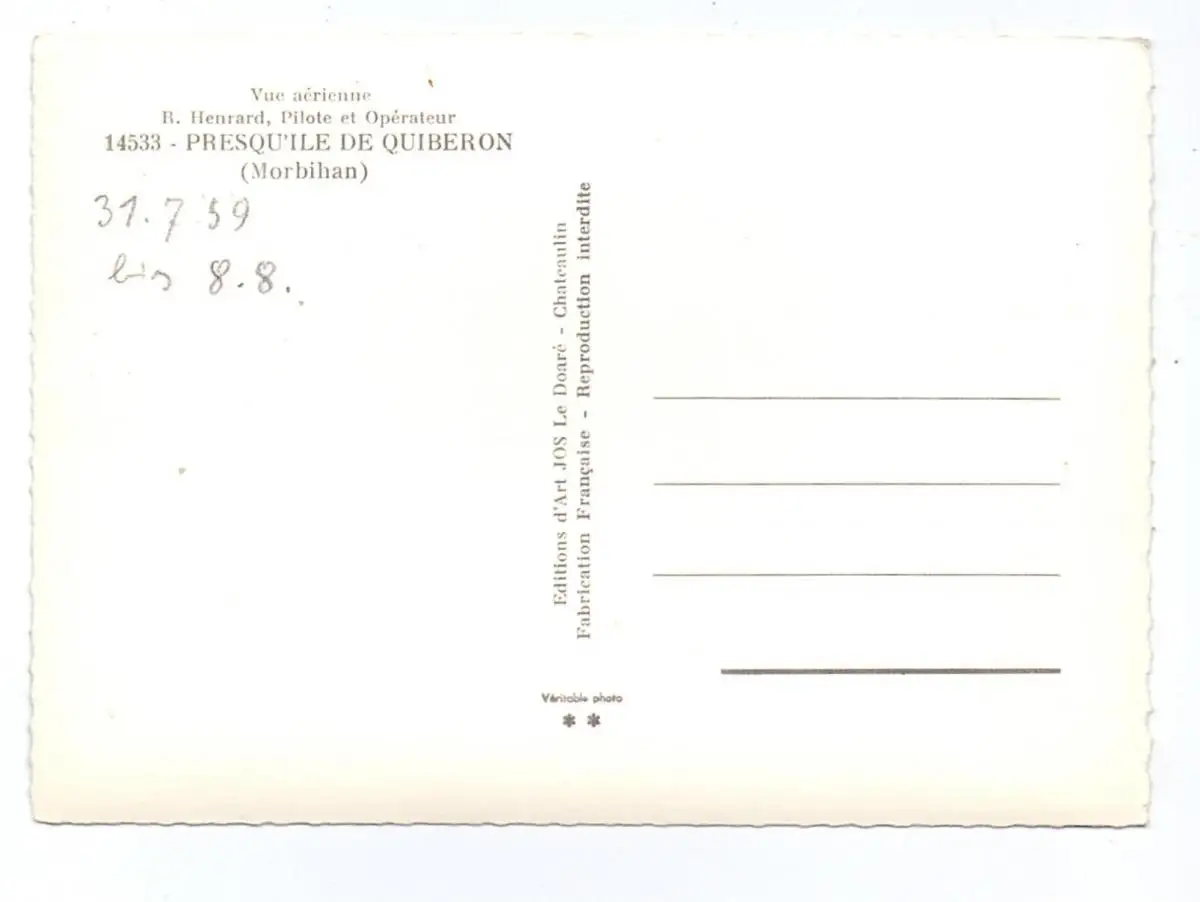 Vue aérienne
R. Henrard, Pilote et Opérateur
14533 - PRESQU'ILE DE QUIBERON
(Morbihan)
31.7 59
bis 8.8.
Editions d'Art JOS Le Doaré - Chateaulin
Fabrication Française - Reproduction interdite
Véritable photo
* *